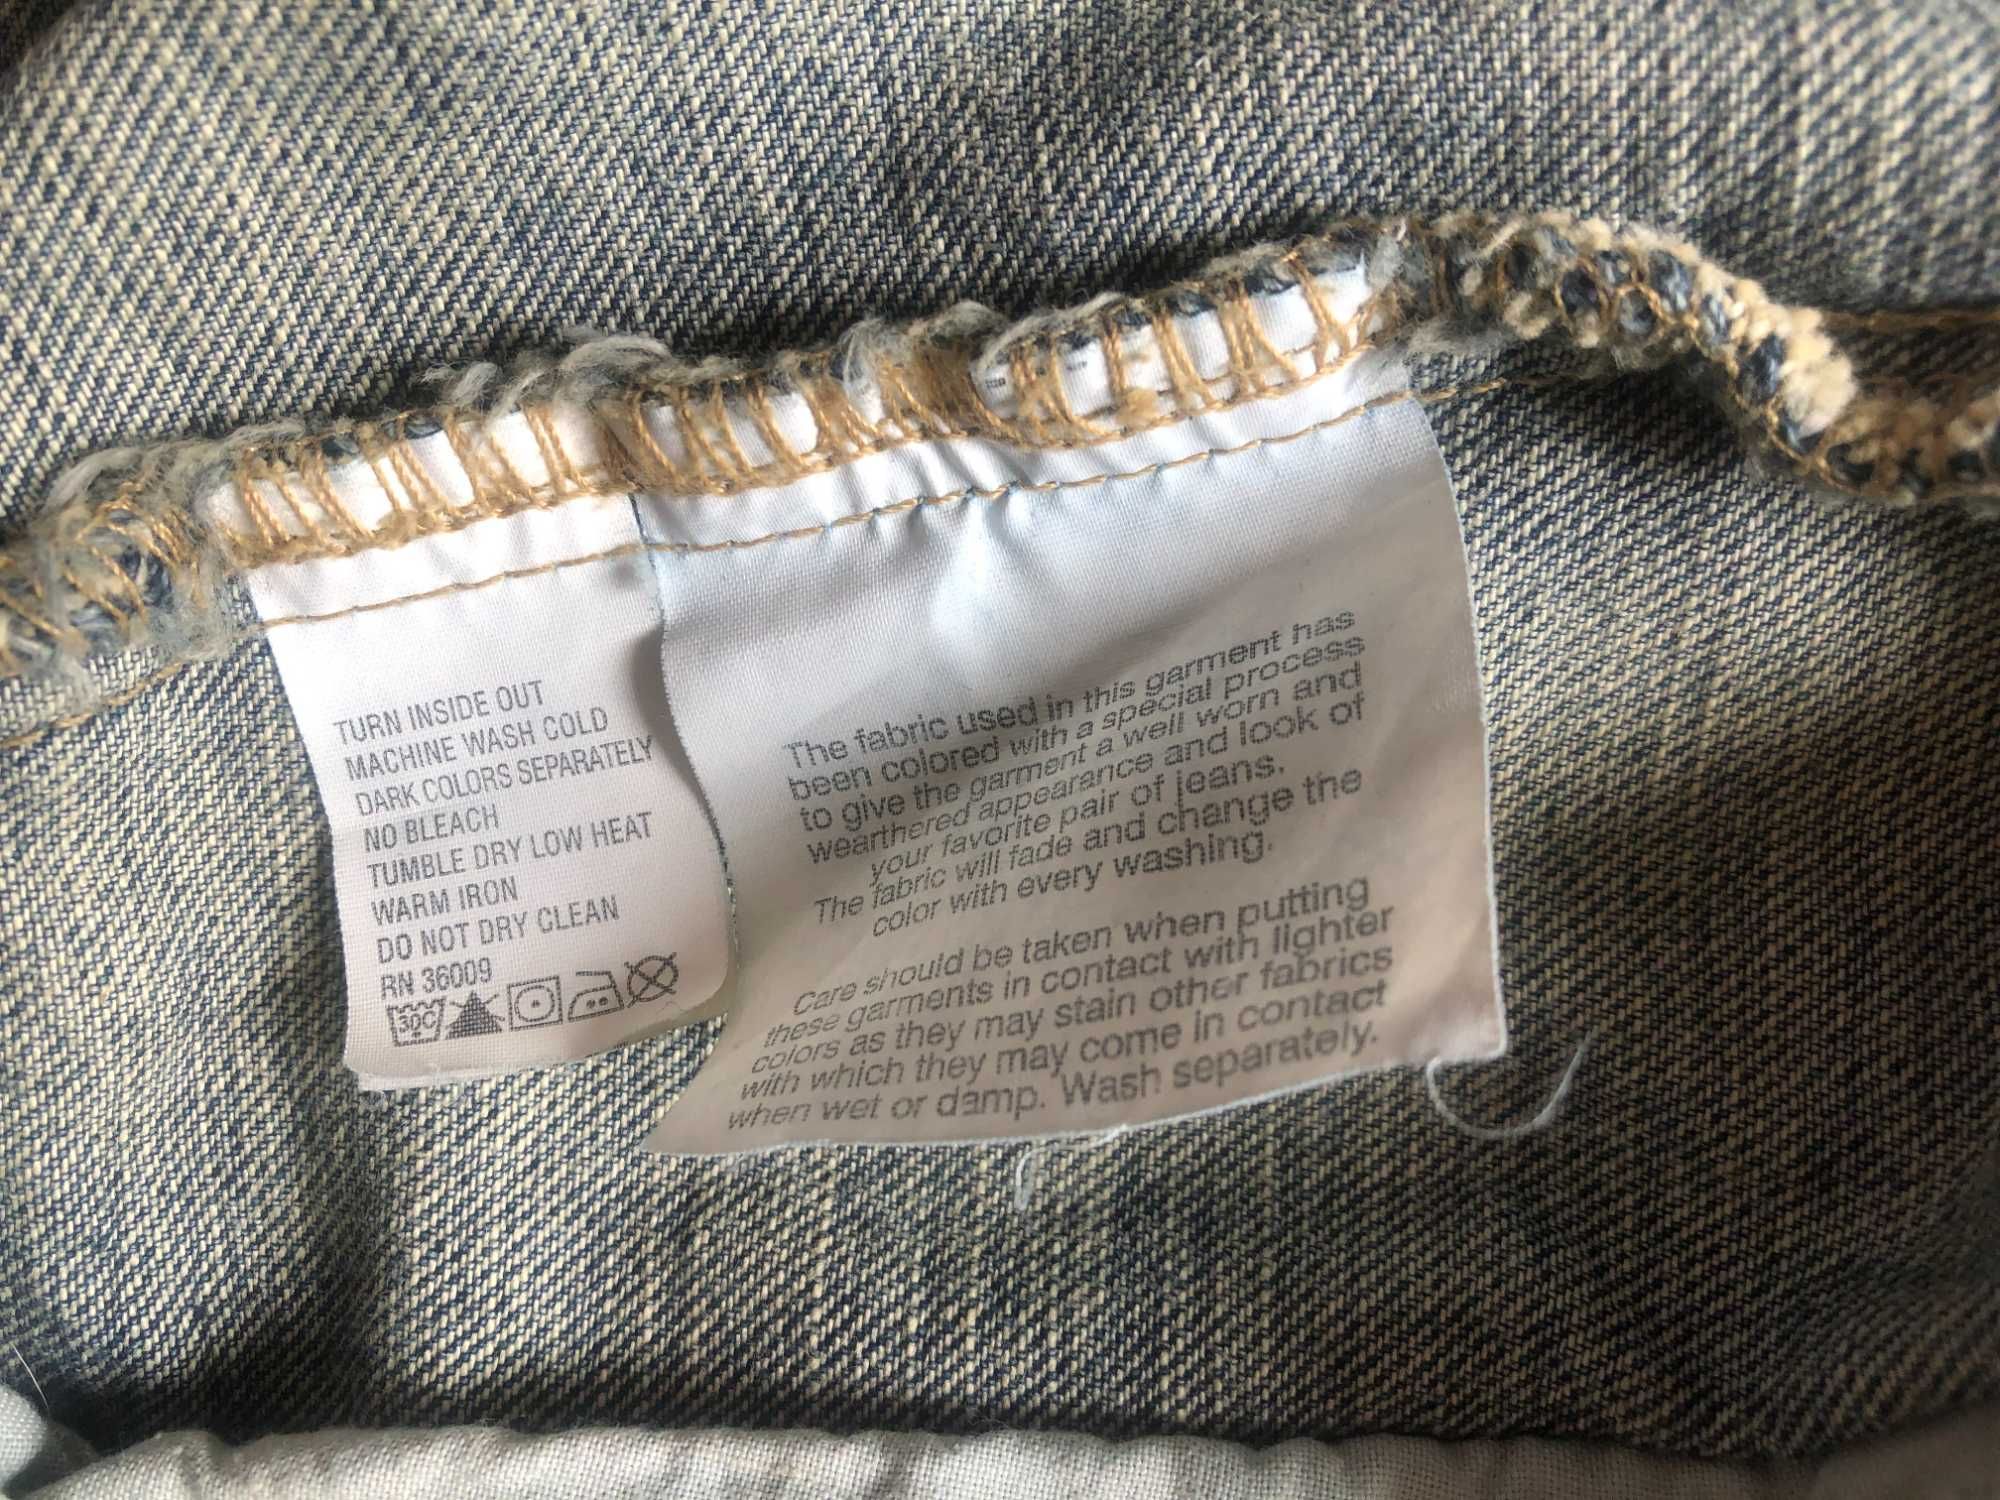 TURN INSIDE OUT
MACHINE WASH COLD
DARK COLORS SEPARATELY
NO BLEACH
TUMBLE DRY LOW HEAT
WARM IRON
DO NOT DRY CLEAN
RN 36009
30C
The fabric used in this garment has
been colored with a special process
to give the garment a well worn and
wearthered appearance and look of
your favorite pair of jeans.
The fabric will fade and change the
color with every washing.
Care should be taken when putting
these garments in contact with lighter
colors as they may stain other fabrics
with which they may come in contact
when wet or damp. Wash separately.